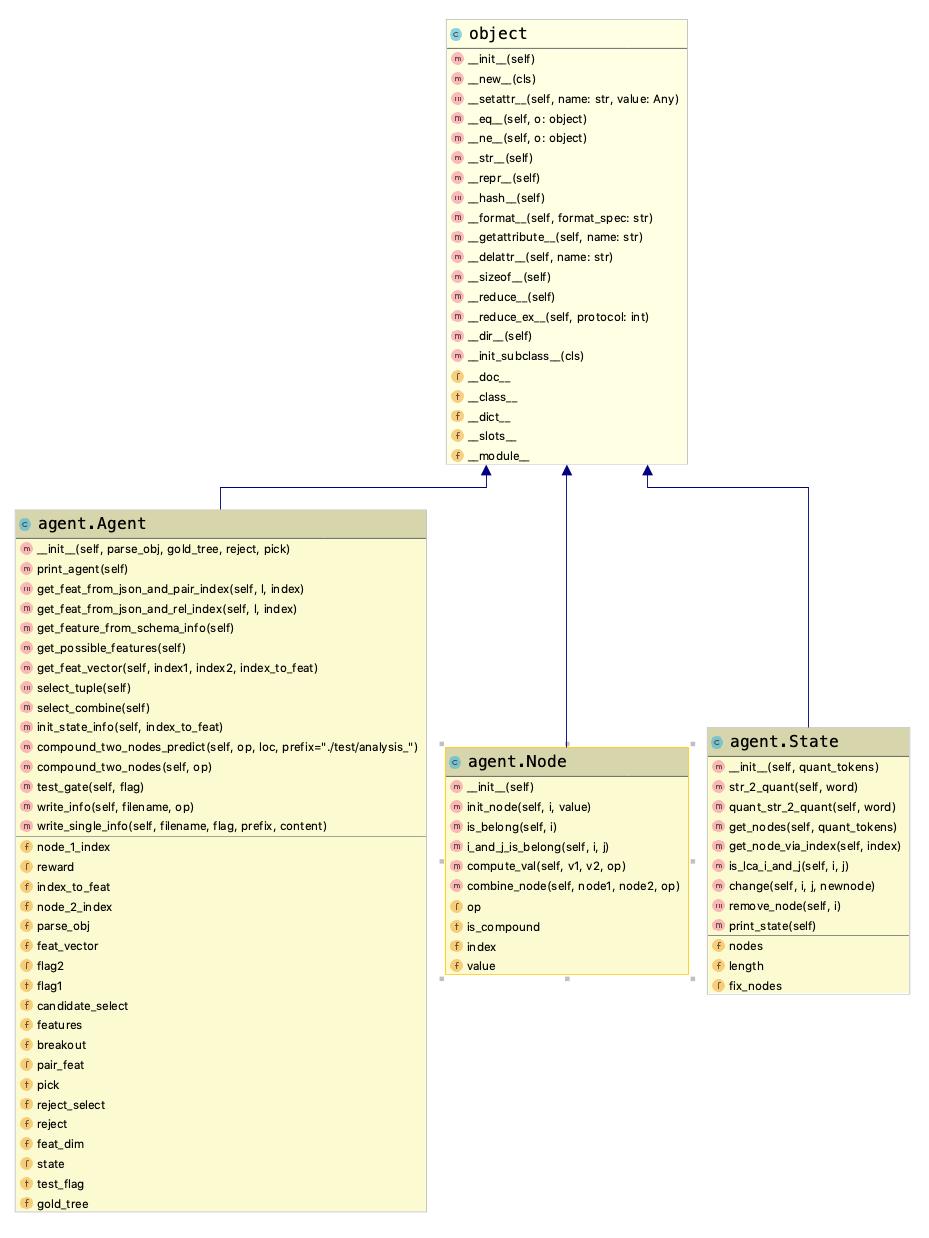 object
__init__(self)
__new__(cls)
__setattr__(self, name: str, value: Any)
__eq__(self, o: object)
__ne__(self, o: object)
__str__(self)
__repr__(self)
__hash__(self)
__format__(self, format_spec: str)
__getattribute__(self, name: str)
__delattr__(self, name: str)
__sizeof__(self)
__reduce__(self)
__reduce_ex__(self, protocol: int)
__dir__(self)
__init_subclass__(cls)
__doc__
__class__
__dict__
__slots__
__module__
agent.Agent
__init__(self, parse_obj, gold_tree, reject, pick)
print_agent(self)
get_feat_from_json_and_pair_index(self, l, index)
get_feat_from_json_and_rel_index(self, l, index)
get_feature_from_schema_info(self)
get_possible_features(self)
get_feat_vector(self, index1, index2, index_to_feat)
select_tuple(self)
select_combine(self)
init_state_info(self, index_to_feat)
compound_two_nodes_predict(self, op, loc, prefix="./test/analysis_")
compound_two_nodes(self, op)
test_gate(self, flag)
write_info(self, filename, op)
write_single_info(self, filename, flag, prefix, content)
node_1_index
reward
index_to_feat
node_2_index
parse_obj
feat_vector
flag2
flag1
candidate_select
features
breakout
pair_feat
pick
reject_select
reject
feat_dim
state
test_flag
gold_tree
agent.Node
__init__(self)
init_node(self, i, value)
is_belong(self, i)
i_and_j_is_belong(self, i, j)
compute_val(self, v1, v2, op)
combine_node(self, node1, node2, op)
op
is_compound
index
value
agent.State
__init__(self, quant_tokens)
str_2_quant(self, word)
quant_str_2_quant(self, word)
get_nodes(self, quant_tokens)
get_node_via_index(self, index)
is_lca_i_and_j(self, i, j)
change(self, i, j, newnode)
remove_node(self, i)
print_state(self)
nodes
length
fix_nodes